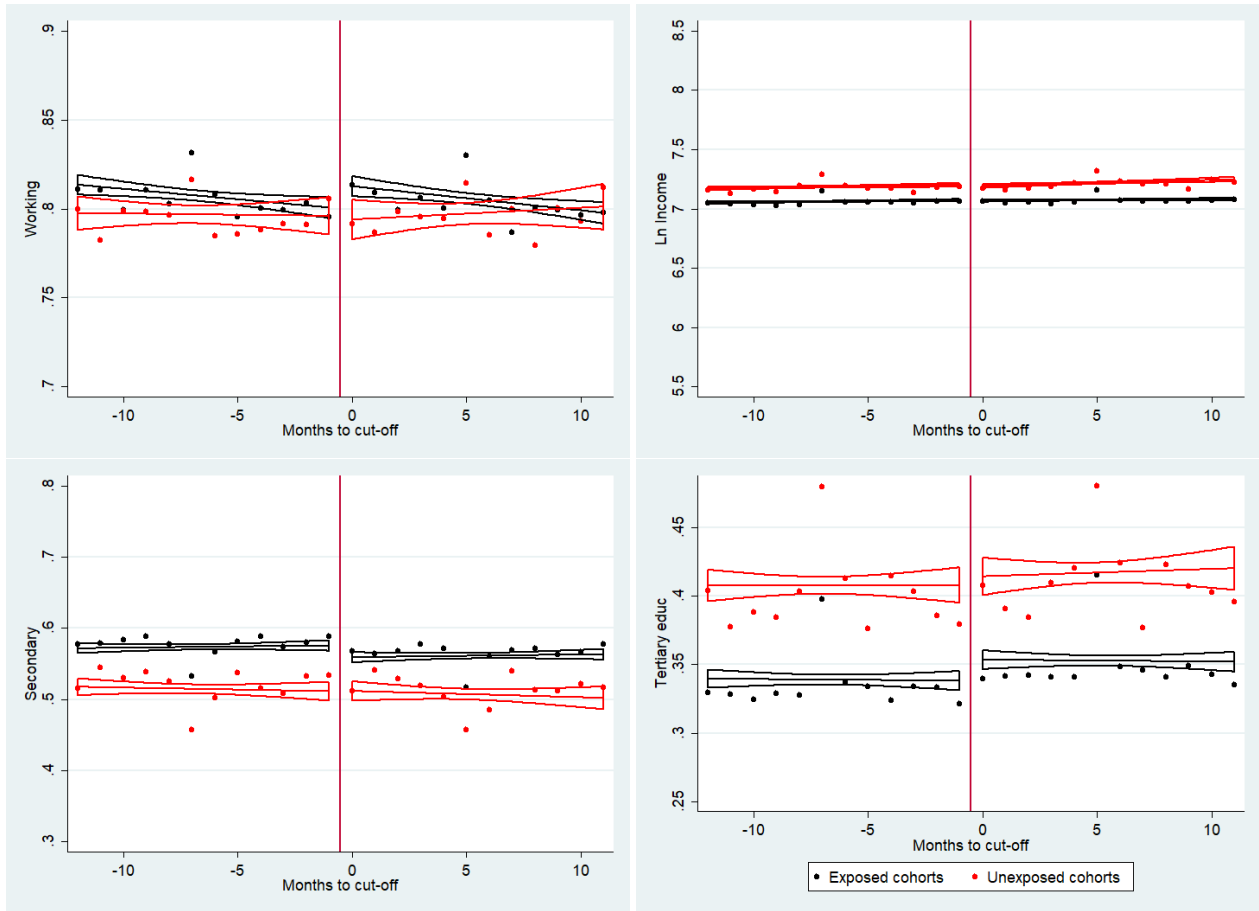 Working
.7 .75 .8 .85 .9
-10 -5 0 5 10
Months to cut-off
Ln Income
5.5 6 6.5 7 7.5 8 8.5
-10 -5 0 5 10
Months to cut-off
Secondary
.3 .4 .5 .6 .7 .8
-10 -5 0 5 10
Months to cut-off
Tertiary educ
.25 .3 .35 .4 .45
-10 -5 0 5 10
Months to cut-off
Exposed cohorts Unexposed cohorts